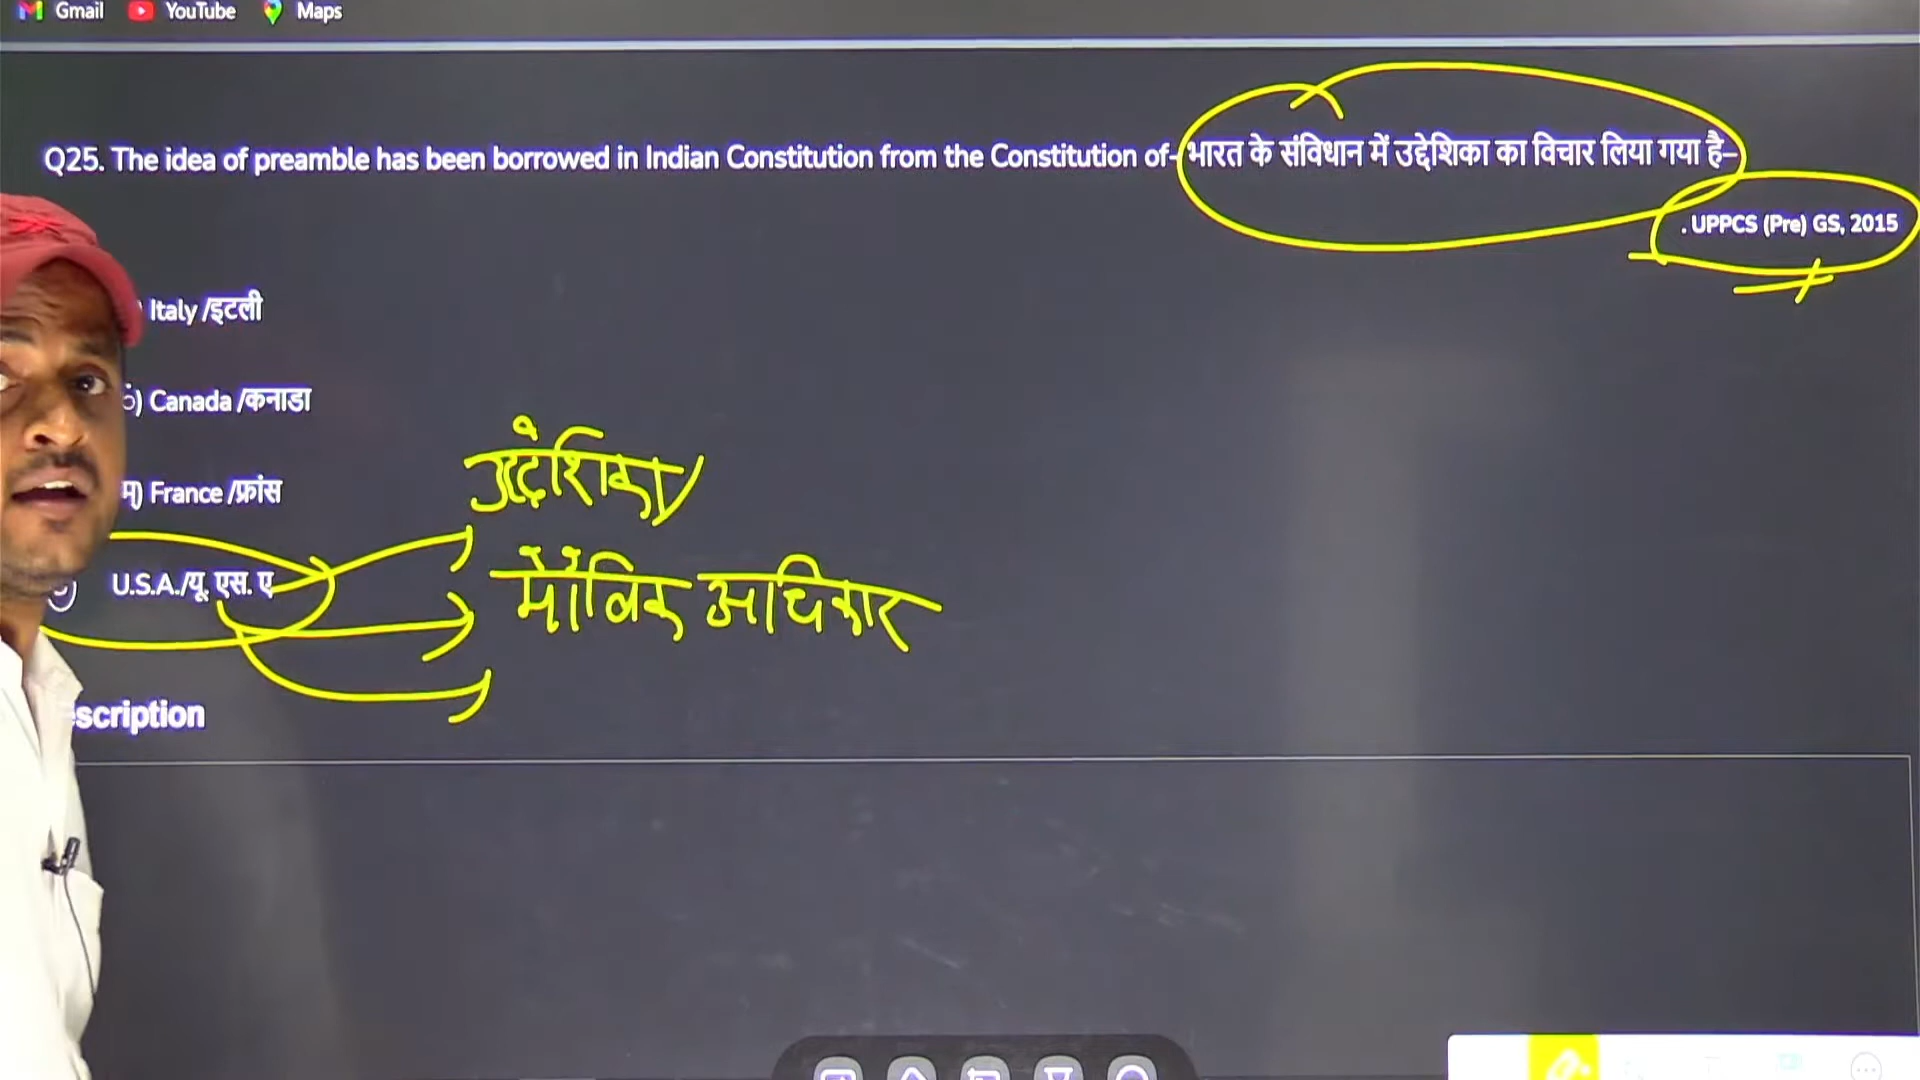 Gmail YouTube Maps
Q25. The idea of preamble has been borrowed in Indian Constitution from the Constitution of- भारत के संविधान में उद्देशिका का विचार लिया गया है–
. UPPCS (Pre) GS, 2015
Italy /इटली
Canada /कनाडा
France /फ्रांस
U.S.A./यू. एस. ए
उद्देशिका
मौलिक अधिकार
escription